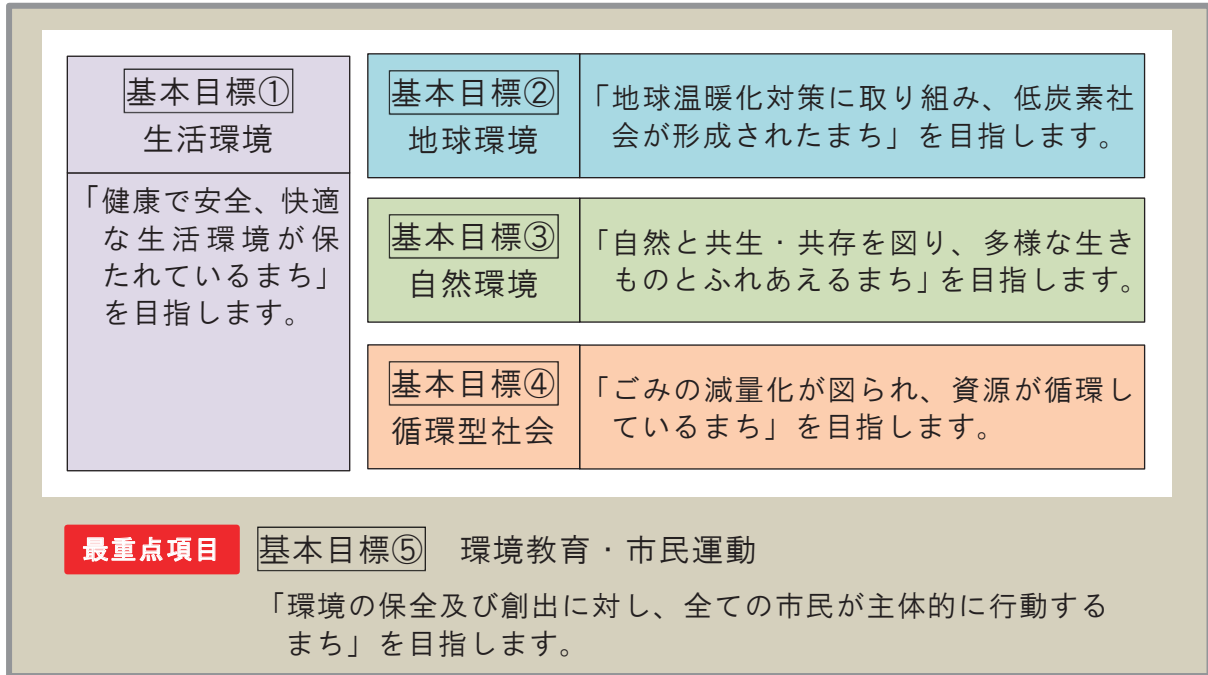 基本目標①
生活環境
「健康で安全、快適
な生活環境が保
たれているまち」
を目指します。
基本目標②
地球環境
「地球温暖化対策に取り組み、低炭素社
会が形成されたまち」を目指します。
基本目標③
自然環境
「自然と共生・共存を図り、多様な生き
ものとふれあえるまち」を目指します。
基本目標④
循環型社会
「ごみの減量化が図られ、資源が循環し
ているまち」を目指します。
最重点項目 基本目標⑤ 環境教育・市民運動
「環境の保全及び創出に対し、全ての市民が主体的に行動する
まち」を目指します。